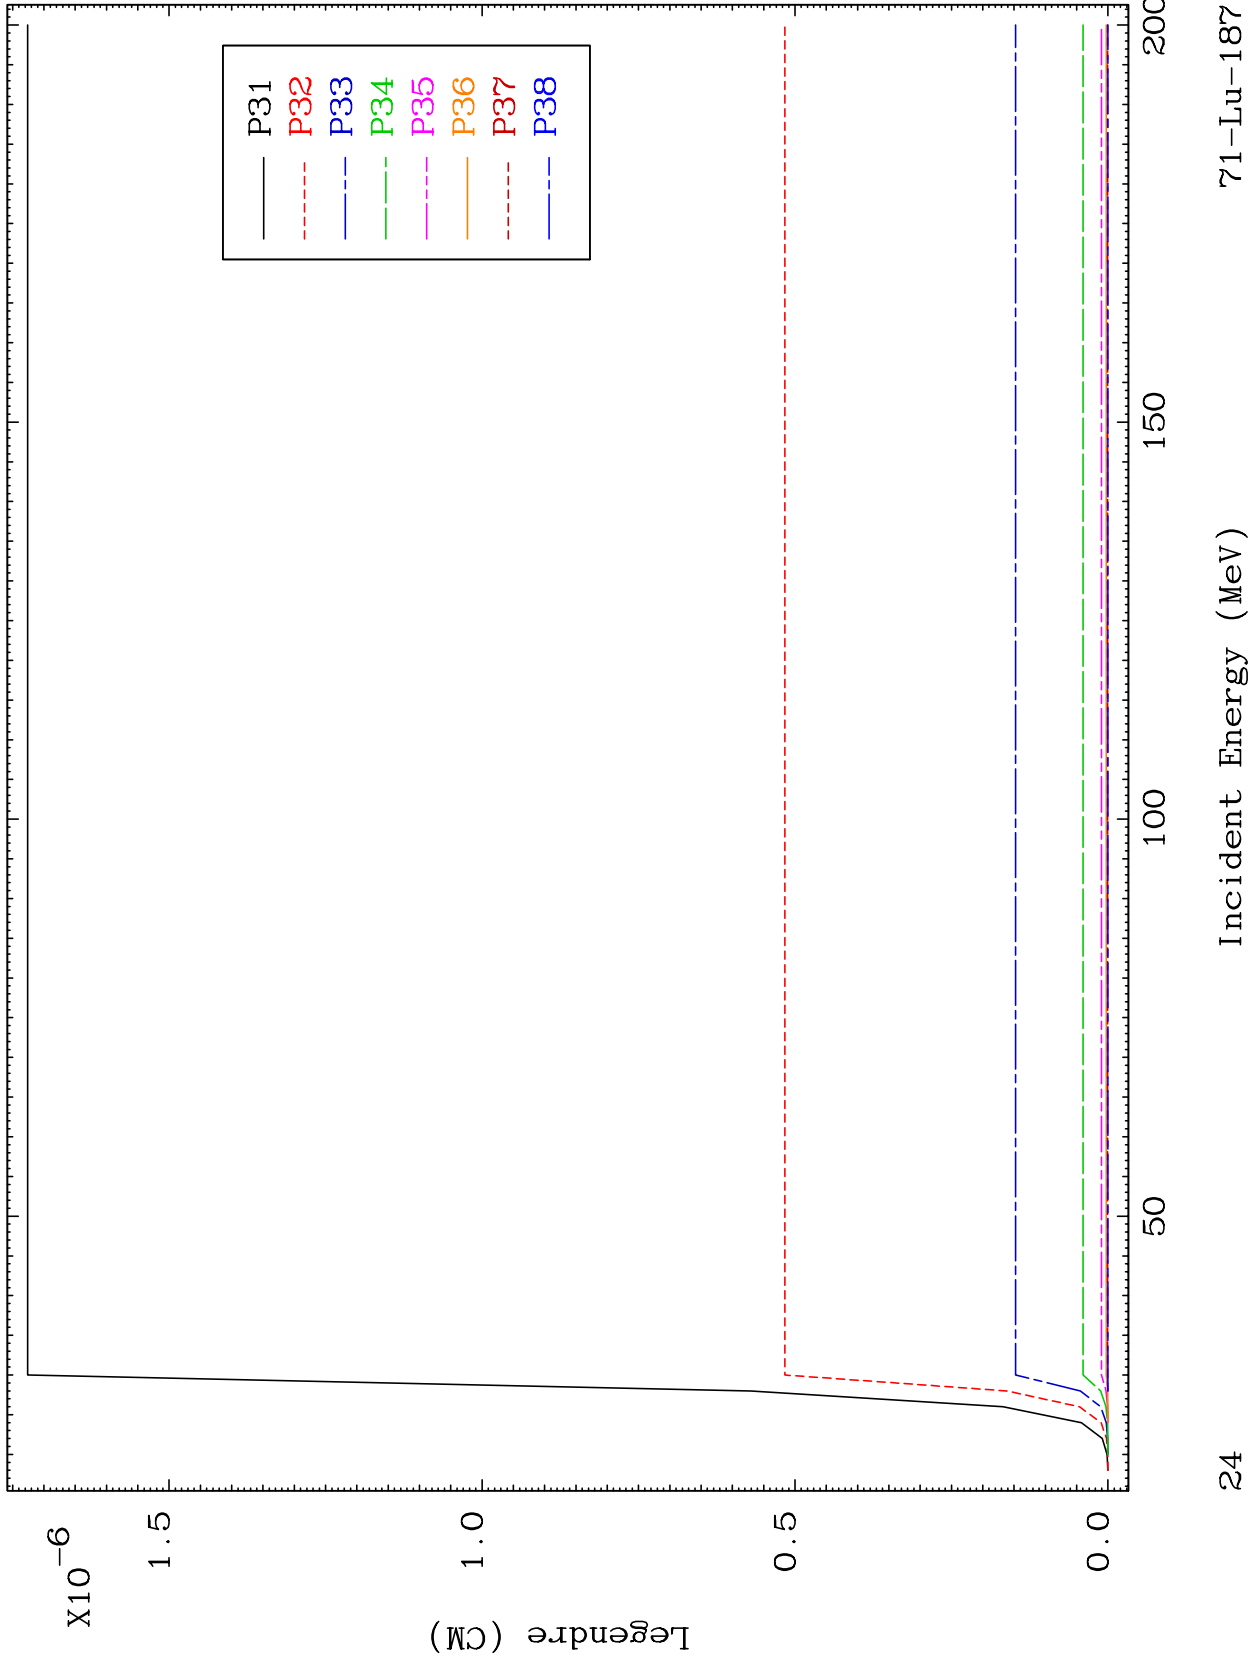 X10-6
1.5
1.0
0.5
0.0
Legendre (CM)
P31
P32
P33
P34
P35
P36
P37
P38
50
100
150
200
Incident Energy (MeV)
24
71-Lu-187